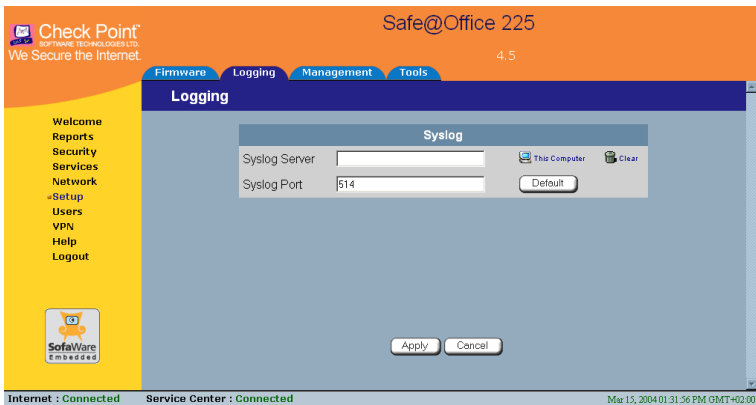 Check Point™
SOFTWARE TECHNOLOGIES LTD.
We Secure the Internet.
Safe@Office 225
4.5
Firmware Logging Management Tools
Logging
Welcome
Reports
Security
Services
Network
Setup
Users
VPN
Help
Logout
Syslog
Syslog Server This Computer Clear
Syslog Port 514 Default
Apply Cancel
SofaWare
Embedded
Internet : Connected Service Center : Connected Mar 15, 2004 01:31:56 PM GMT+02:00